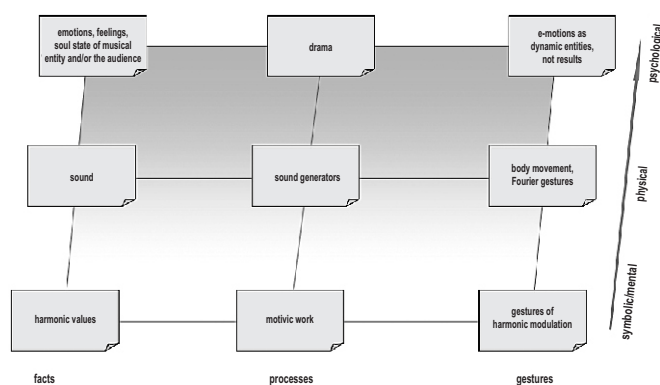 emotions, feelings,
soul state of musical
entity and/or the audience
drama
e-motions as
dynamic entities,
not results
psychological
sound
sound generators
body movement,
Fourier gestures
physical
harmonic values
motivic work
gestures of
harmonic modulation
symbolic/mental
facts
processes
gestures